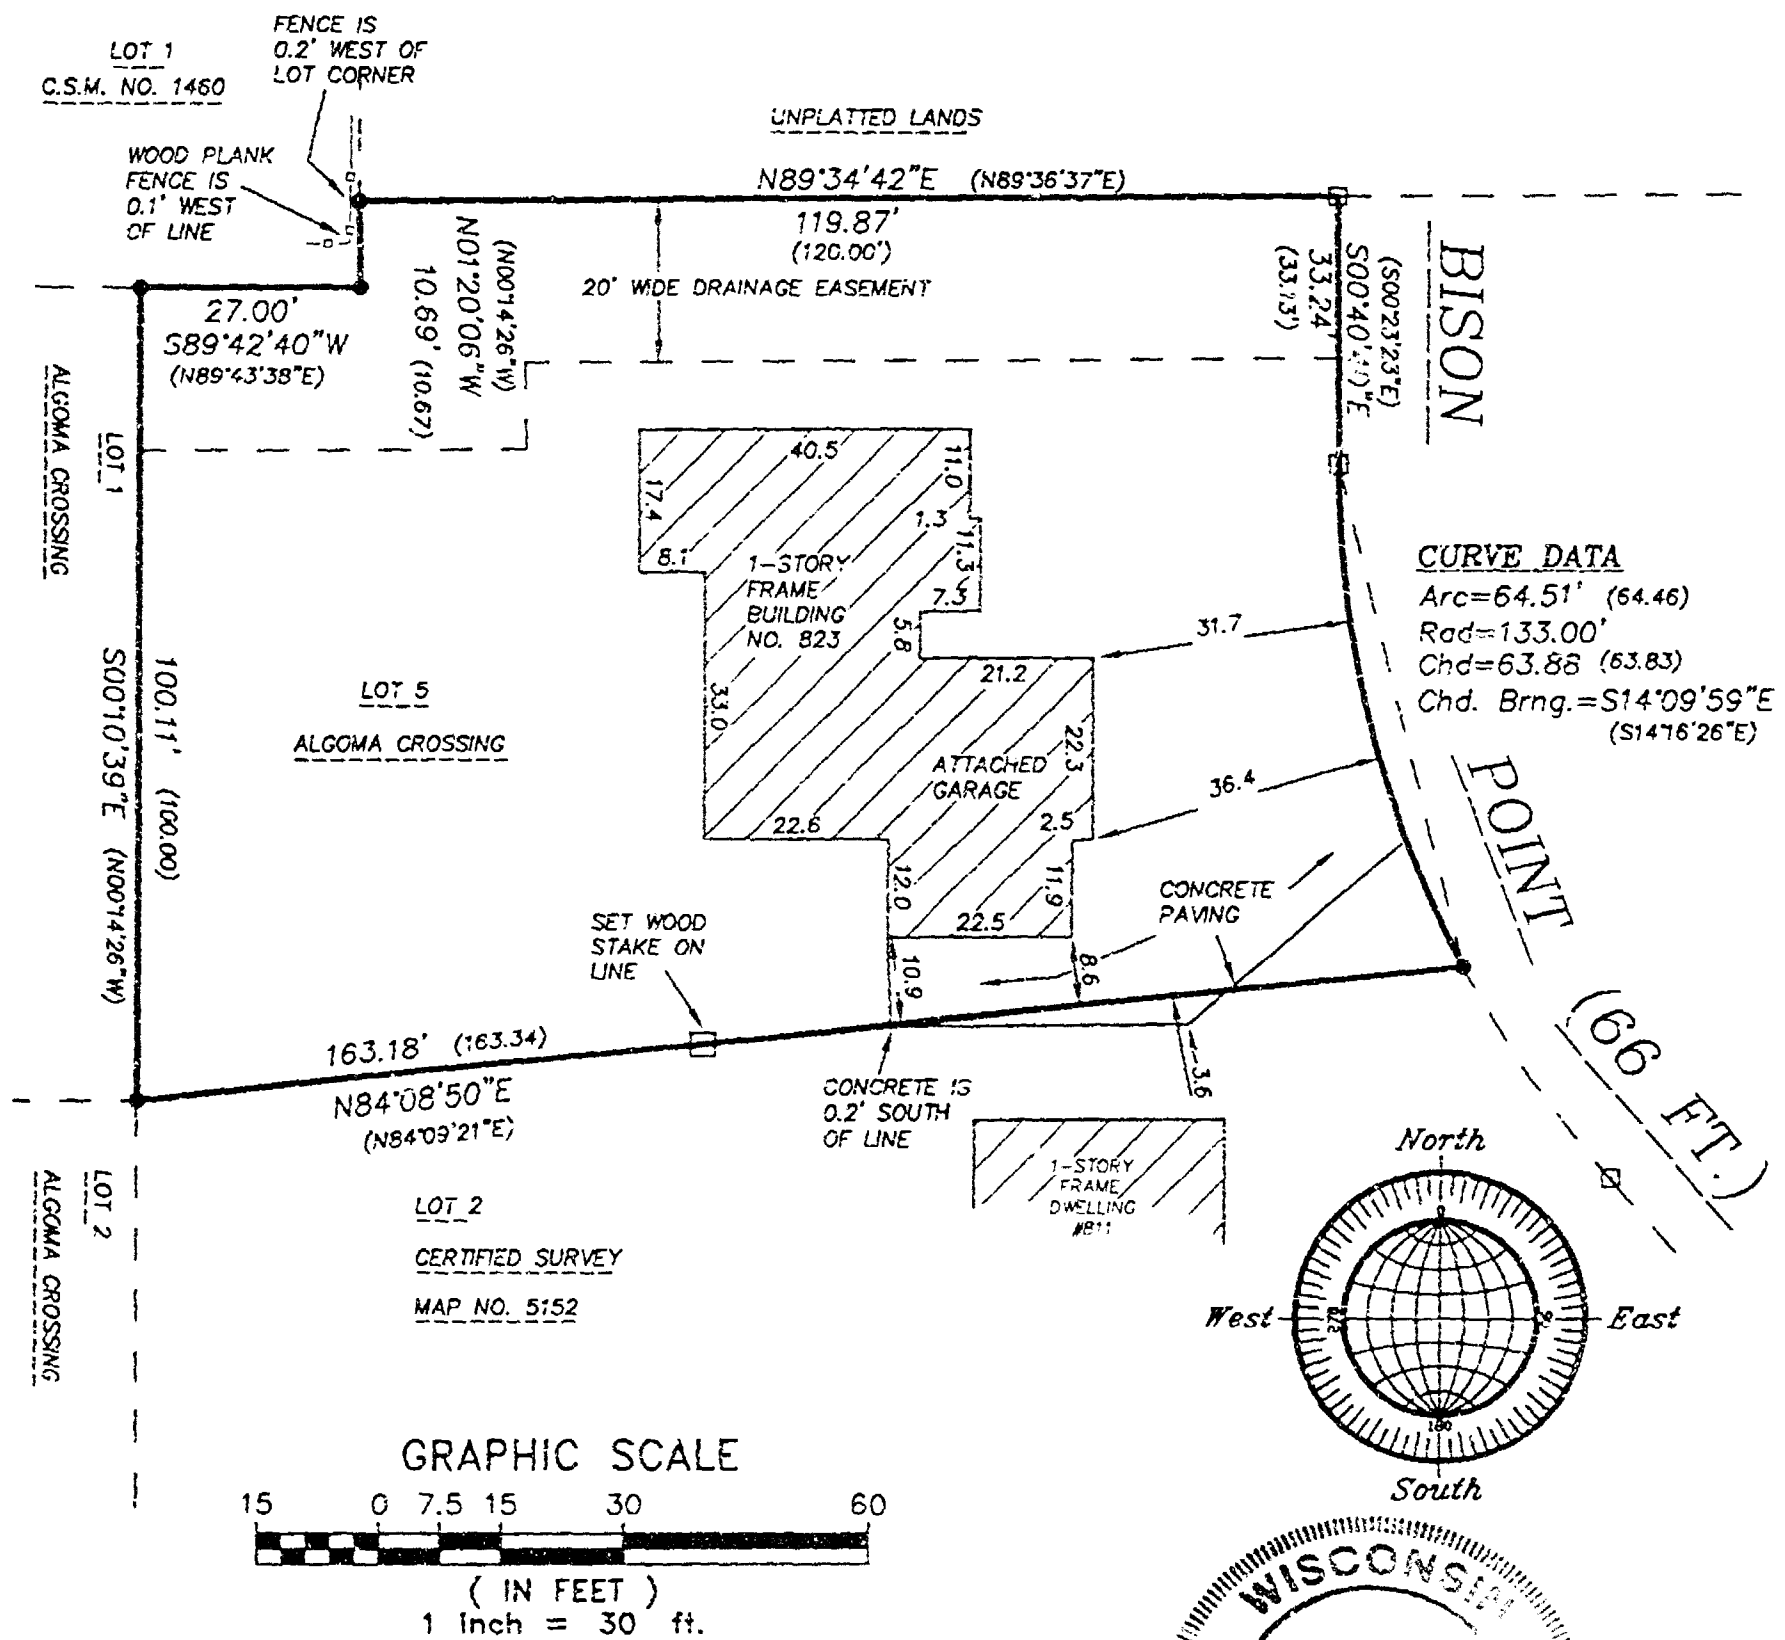 LOT 1
C.S.M. NO. 1460
FENCE IS
0.2' WEST OF
LOT CORNER
WOOD PLANK
FENCE IS
0.1' WEST
OF LINE
UNPLATTED LANDS
N89°34'42"E (N89°36'37"E)
119.87'
(120.00')
20' WIDE DRAINAGE EASEMENT
(N00°14'26"W)
N01°20'06"W
10.69' (10.67)
27.00'
S89°42'40"W
(N89°43'38"E)
(S00°23'23"E)
S00°40'40"E
33.24'
(33.13')
BISON
LOT 1
ALGOMA CROSSING
100.11' (100.00)
S00°10'39"E (N00°14'26"W)
LOT 5
ALGOMA CROSSING
40.5
11.0
17.4
1.3
11.3
8.1
7.3
5.8
1-STORY
FRAME
BUILDING
NO. 823
33.0
21.2
22.3
ATTACHED
GARAGE
22.6
2.5
12.0
11.9
22.5
31.7
36.4
CURVE DATA
Arc=64.51' (64.46)
Rad=133.00'
Chd=63.88 (63.83)
Chd. Brng.=S14°09'59"E
(S14°16'26"E)
POINT
(66 FT.)
CONCRETE
PAVING
SET WOOD
STAKE ON
LINE
10.9
8.6
3.6
163.18' (163.34)
N84°08'50"E
(N84°09'21"E)
CONCRETE IS
0.2' SOUTH
OF LINE
1-STORY
FRAME
DWELLING
#811
LOT 2
ALGOMA CROSSING
LOT 2
CERTIFIED SURVEY
MAP NO. 5152
North
0
West
270
90
East
180
South
GRAPHIC SCALE
15 0 7.5 15 30 60
( IN FEET )
1 inch = 30 ft.
WISCONSIN